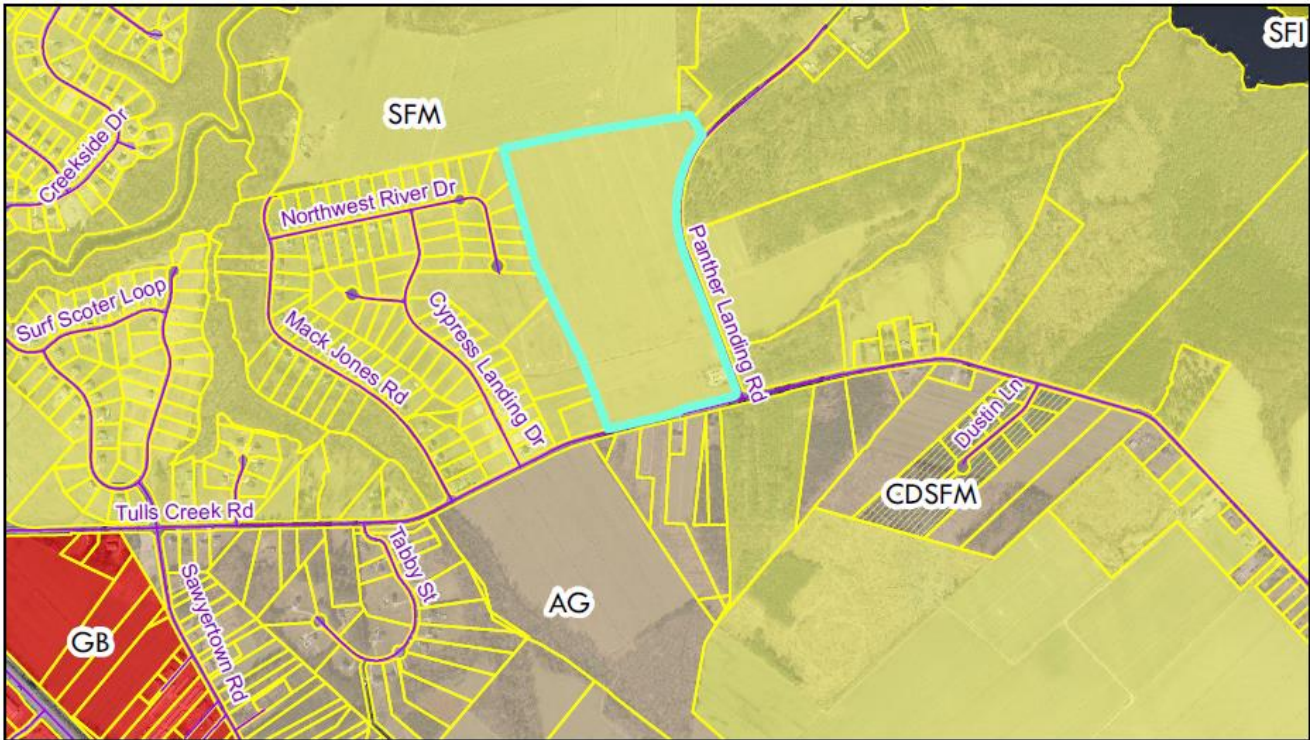 SFI
SFM
Creekside Dr
Northwest River Dr
Panther Landing Rd
Surf Scoter Loop
Cypress Landing Dr
Mack Jones Rd
Dustin Ln
CDSFM
Tulls Creek Rd
Tabby St
AG
Sawyertown Rd
GB